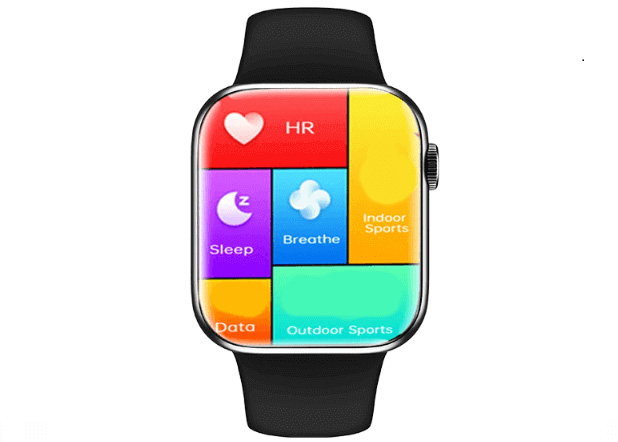 HR
Sleep
Breathe
Indoor
Sports
Data
Outdoor Sports